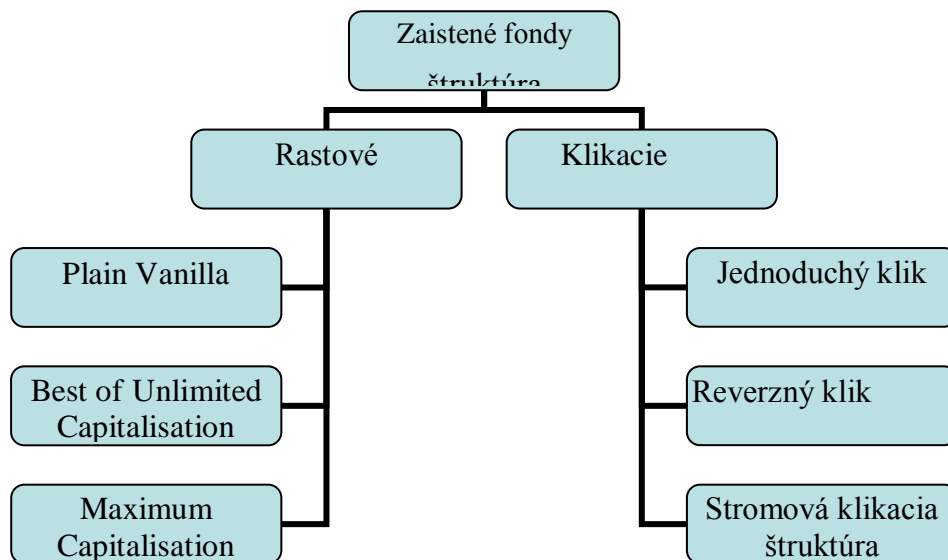 Zaistené fondy
štruktúra
Rastové
Klikacie
Plain Vanilla
Jednoduchý klik
Best of Unlimited
Capitalisation
Reverzný klik
Maximum
Capitalisation
Stromová klikacia
štruktúra